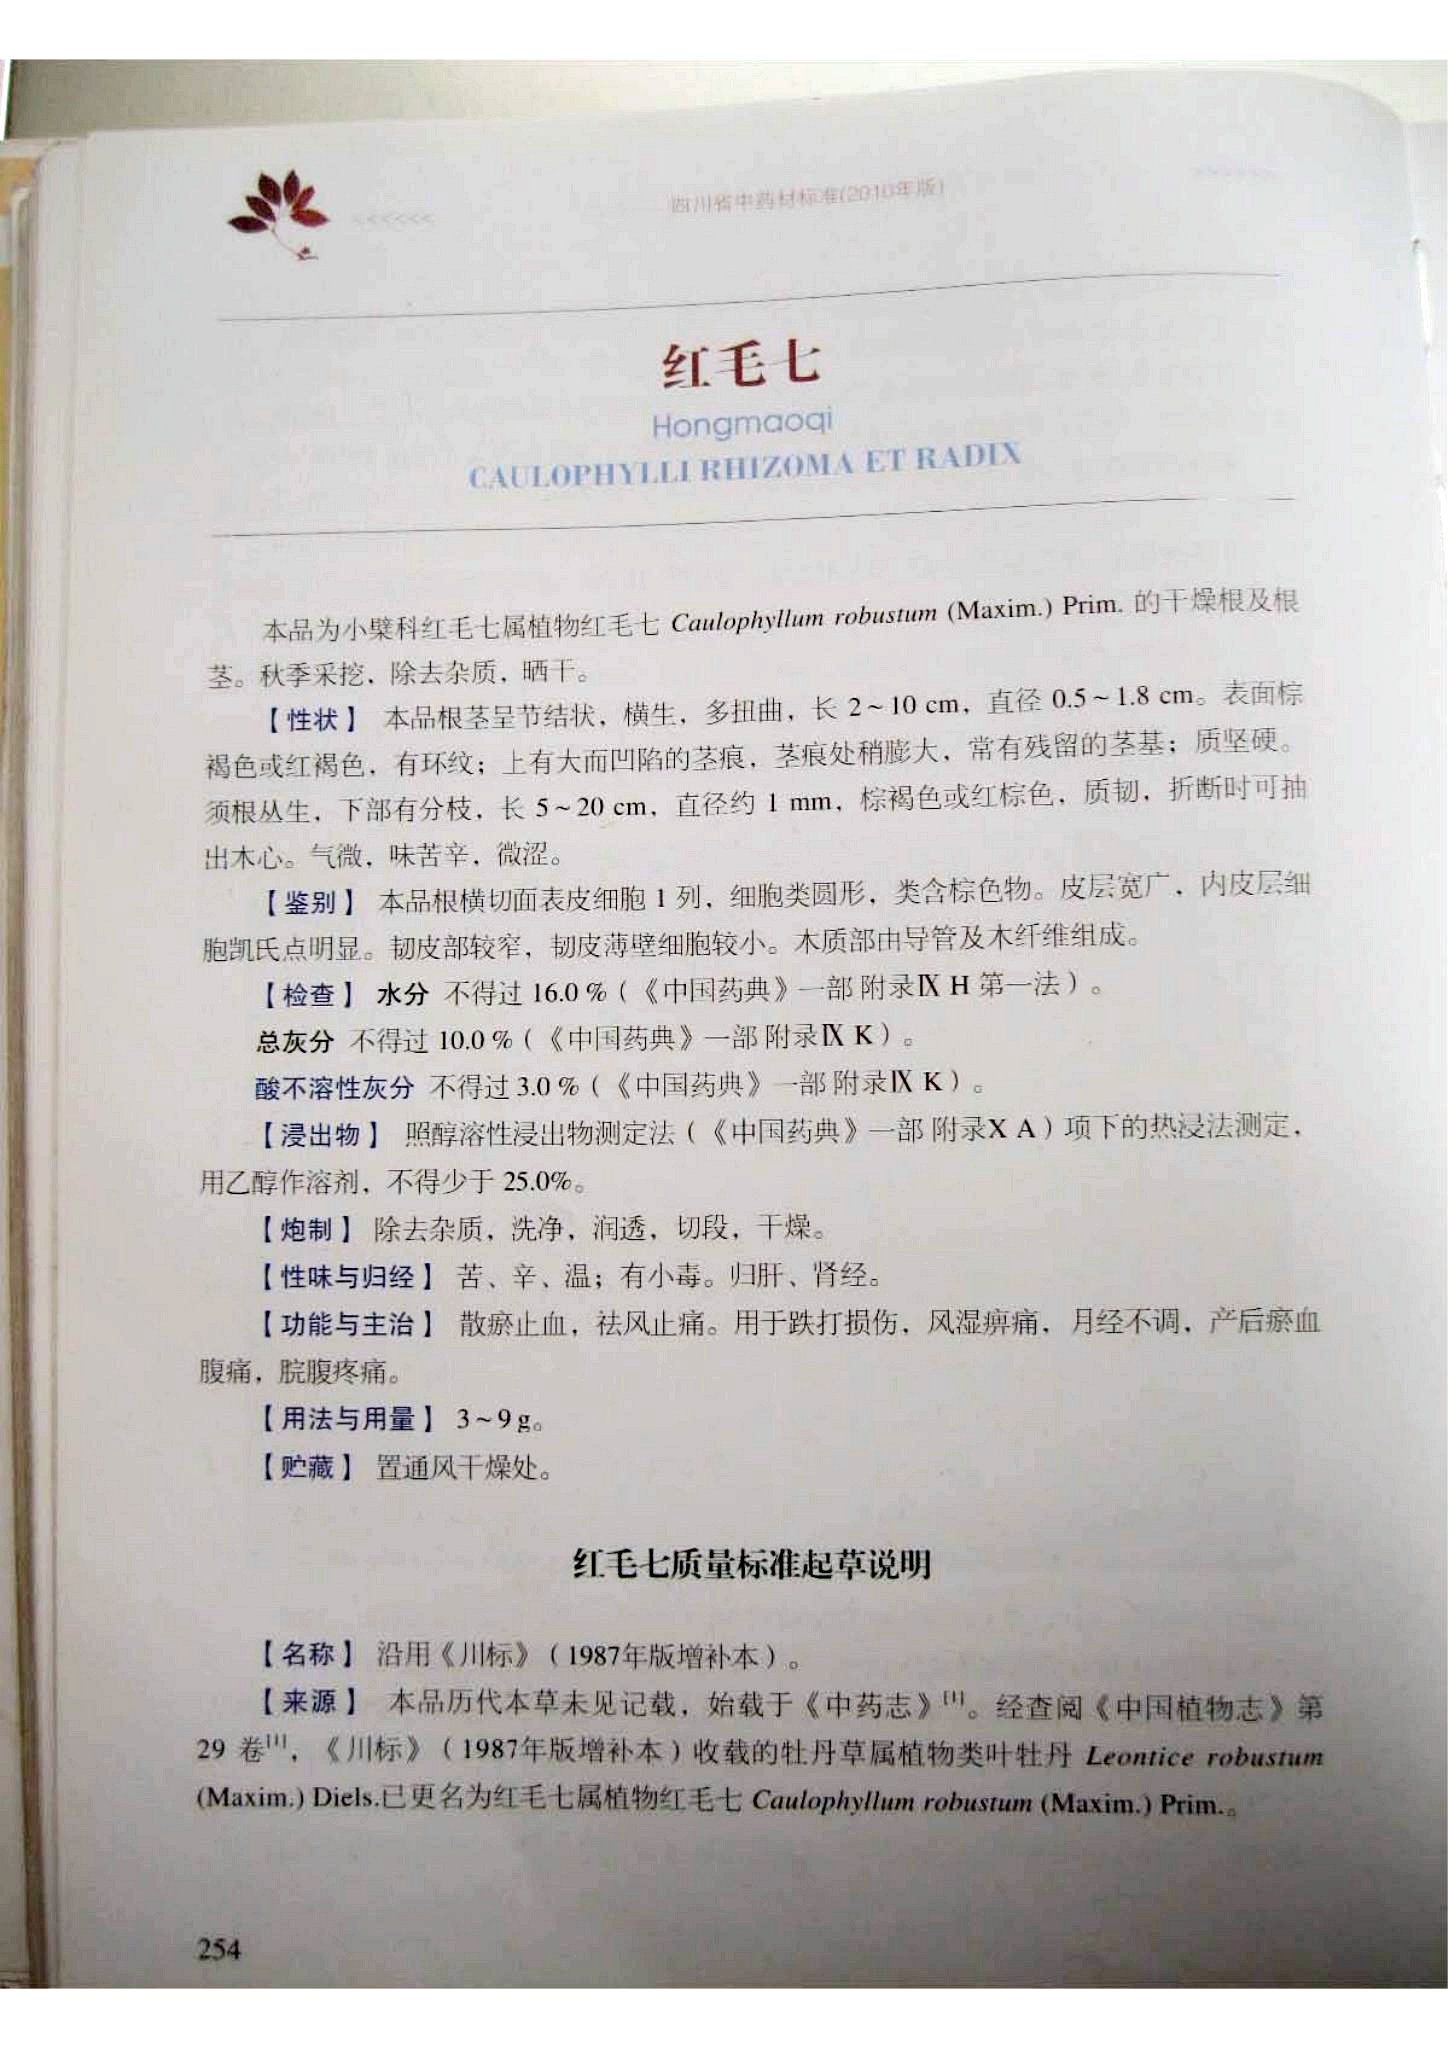 四川省中药材标准(2010年版)
红毛七
Hongmaoqi
CAULOPHYLLI RHIZOMA ET RADIX
本品为小檗科红毛七属植物红毛七 Caulophyllum robustum (Maxim.) Prim. 的干燥根及根
茎。秋季采挖，除去杂质，晒干。
【性状】 本品根茎呈节结状，横生，多扭曲，长 2~10 cm，直径 0.5~1.8 cm。表面棕
褐色或红褐色，有环纹；上有大而凹陷的茎痕，茎痕处稍膨大，常有残留的茎基；质坚硬。
须根丛生，下部有分枝，长 5~20 cm，直径约 1 mm，棕褐色或红棕色，质韧，折断时可抽
出木心。气微，味苦辛，微涩。
【鉴别】 本品根横切面表皮细胞 1 列，细胞类圆形，类含棕色物。皮层宽广，内皮层细
胞凯氏点明显。韧皮部较窄，韧皮薄壁细胞较小。木质部由导管及木纤维组成。
【检查】 水分 不得过 16.0 %（《中国药典》一部 附录Ⅸ H 第一法）。
总灰分 不得过 10.0 %（《中国药典》一部 附录Ⅸ K）。
酸不溶性灰分 不得过 3.0 %（《中国药典》一部 附录Ⅸ K）。
【浸出物】 照醇溶性浸出物测定法（《中国药典》一部 附录Ⅹ A）项下的热浸法测定，
用乙醇作溶剂，不得少于 25.0%。
【炮制】 除去杂质，洗净，润透，切段，干燥。
【性味与归经】 苦、辛、温；有小毒。归肝、肾经。
【功能与主治】 散瘀止血，祛风止痛。用于跌打损伤，风湿痹痛，月经不调，产后瘀血
腹痛，脘腹疼痛。
【用法与用量】 3~9 g。
【贮藏】 置通风干燥处。
红毛七质量标准起草说明
【名称】 沿用《川标》（1987年版增补本）。
【来源】 本品历代本草未见记载，始载于《中药志》[1]。经查阅《中国植物志》第
29 卷[1]，《川标》（1987年版增补本）收载的牡丹草属植物类叶牡丹 Leontice robustum
(Maxim.) Diels.已更名为红毛七属植物红毛七 Caulophyllum robustum (Maxim.) Prim.。
254